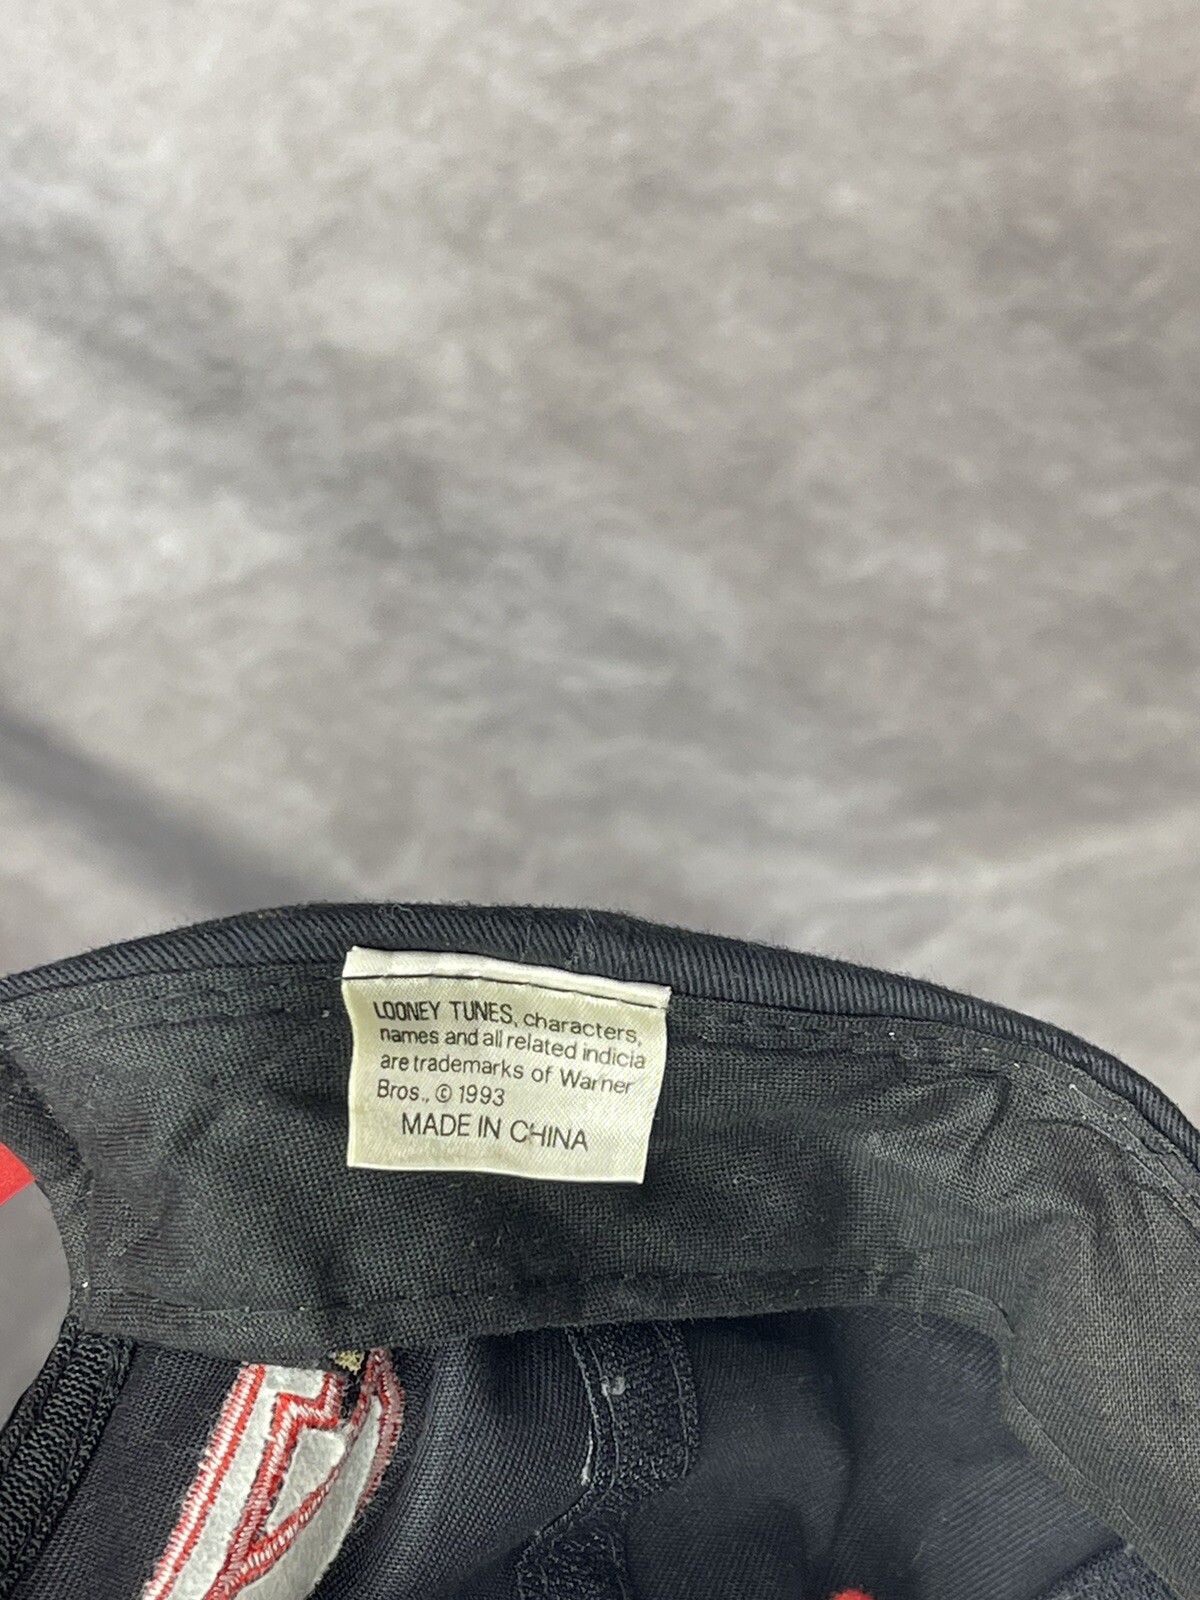 LOONEY TUNES, characters,
names and all related indicia
are trademarks of Warner
Bros., © 1993
MADE IN CHINA